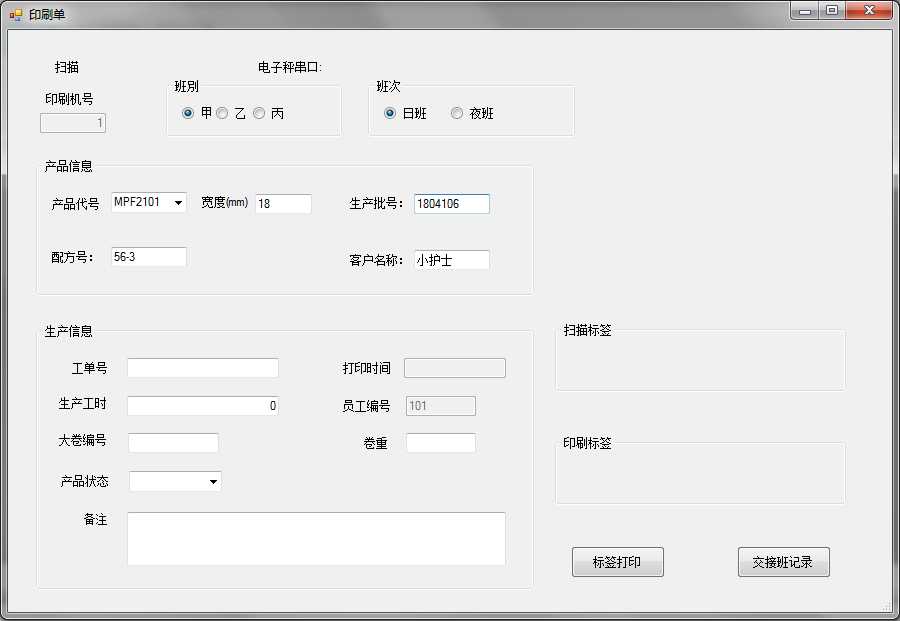 印刷单
扫描
电子秤串口:
印刷机号
1
班别
甲 乙 丙
班次
日班 夜班
产品信息
产品代号 MPF2101 宽度(mm) 18 生产批号： 1804106
配方号： 56-3 客户名称： 小护士
生产信息
工单号 打印时间
生产工时 0 员工编号 101
大卷编号 卷重
产品状态
备注
扫描标签
印刷标签
标签打印 交接班记录